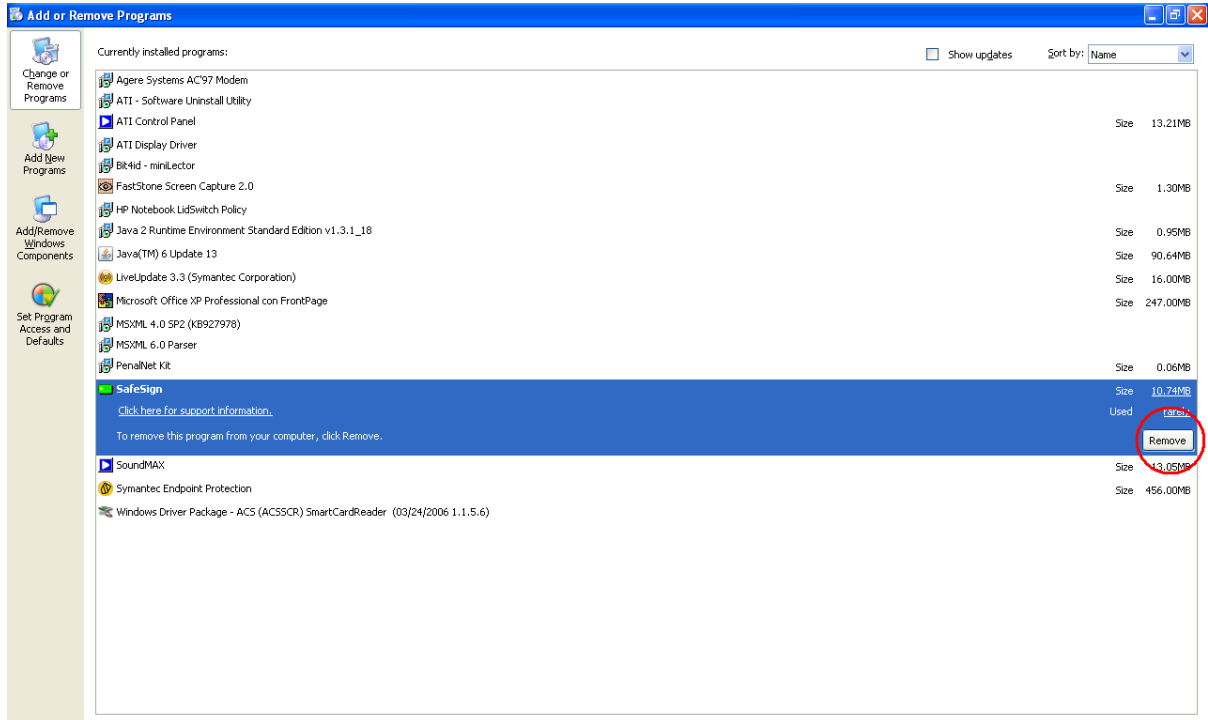 Add or Remove Programs
Change or
Remove
Programs
Add New
Programs
Add/Remove
Windows
Components
Set Program
Access and
Defaults
Currently installed programs:
Show updates
Sort by: Name
Agere Systems AC'97 Modem
ATI - Software Uninstall Utility
ATI Control Panel Size 13.21MB
ATI Display Driver
Bit4id - miniLector
FastStone Screen Capture 2.0 Size 1.30MB
HP Notebook LidSwitch Policy
Java 2 Runtime Environment Standard Edition v1.3.1_18 Size 0.95MB
Java(TM) 6 Update 13 Size 90.64MB
LiveUpdate 3.3 (Symantec Corporation) Size 16.00MB
Microsoft Office XP Professional con FrontPage Size 247.00MB
MSXML 4.0 SP2 (KB927978)
MSXML 6.0 Parser
PenalNet Kit Size 0.06MB
SafeSign Size 10.74MB
Click here for support information. Used rarely
To remove this program from your computer, click Remove. Remove
SoundMAX Size 13.05MB
Symantec Endpoint Protection Size 456.00MB
Windows Driver Package - ACS (ACSSCR) SmartCardReader (03/24/2006 1.1.5.6)